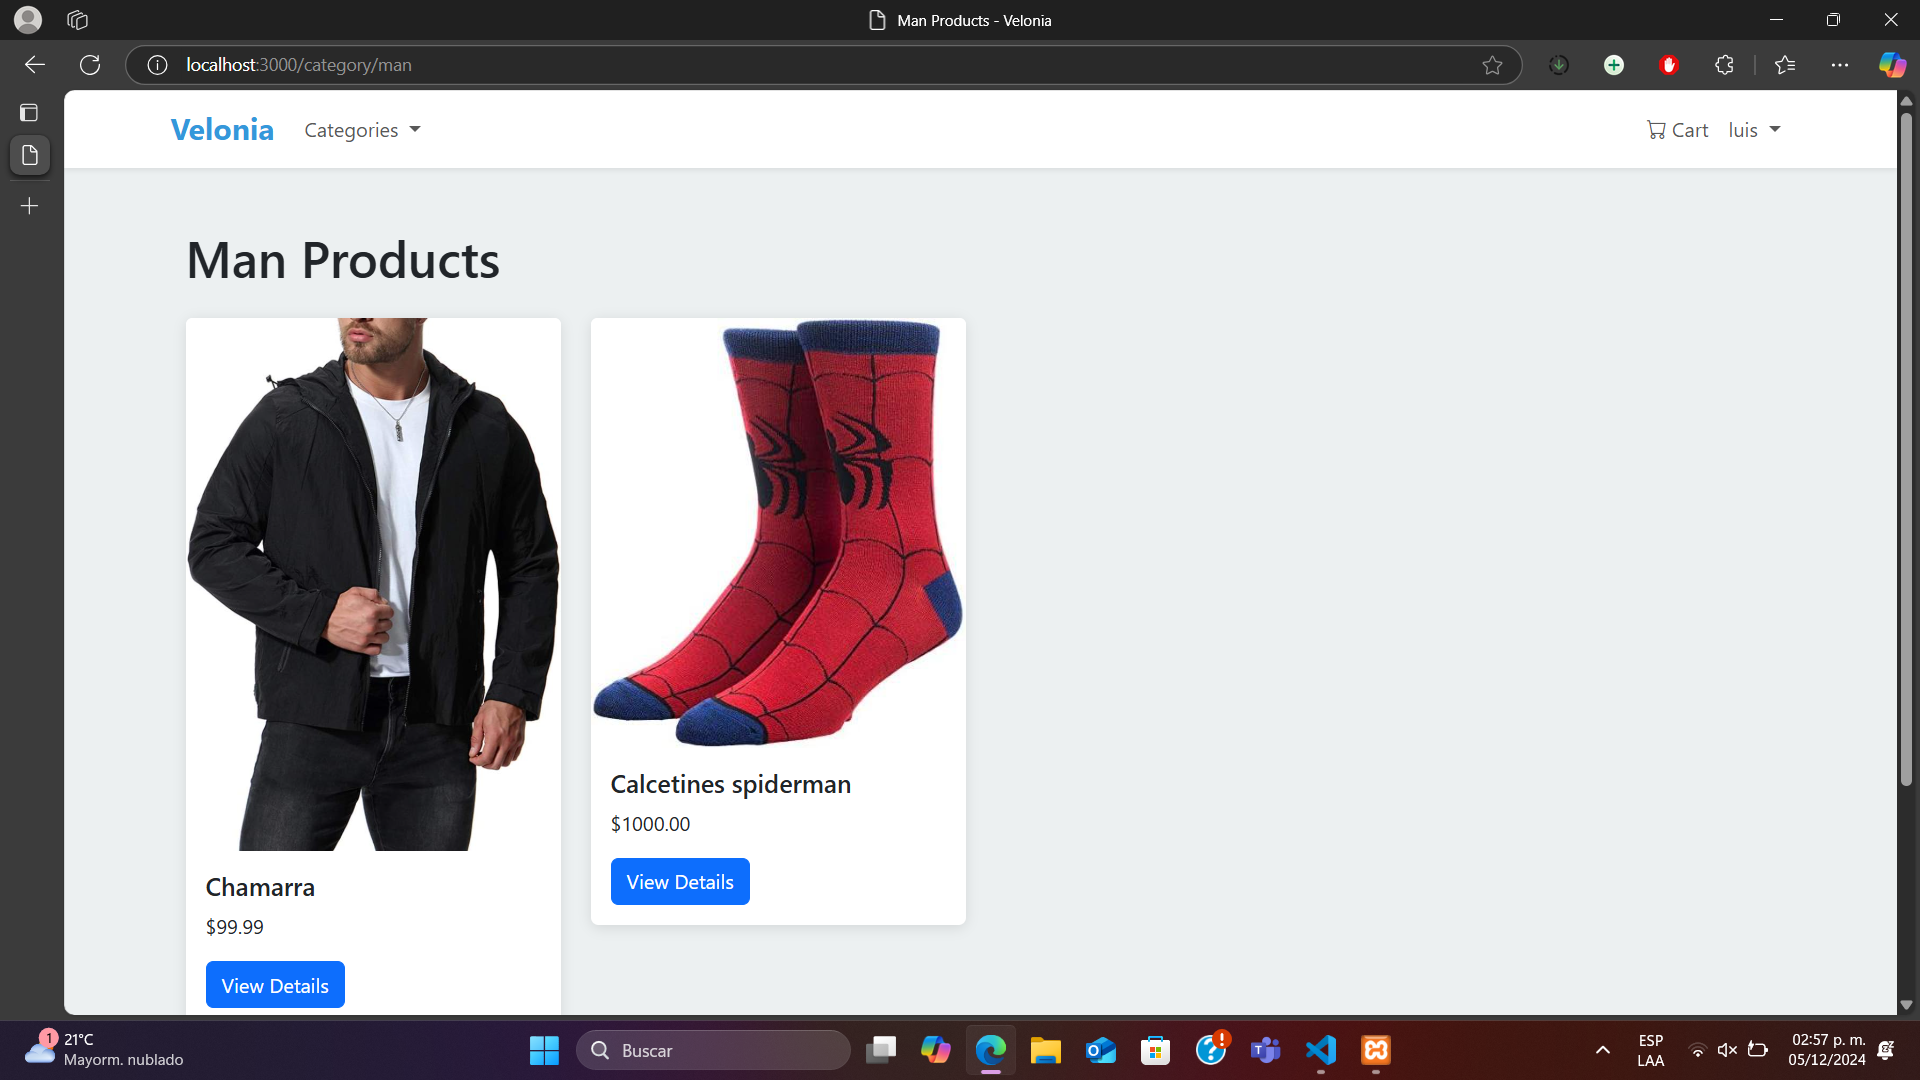 Man Products - Velonia
localhost:3000/category/man
Velonia
Categories
Cart
luis
Man Products
Calcetines spiderman
$1000.00
View Details
Chamarra
$99.99
View Details
1
21°C
Mayorm. nublado
Buscar
ESP
LAA
02:57 p. m.
05/12/2024